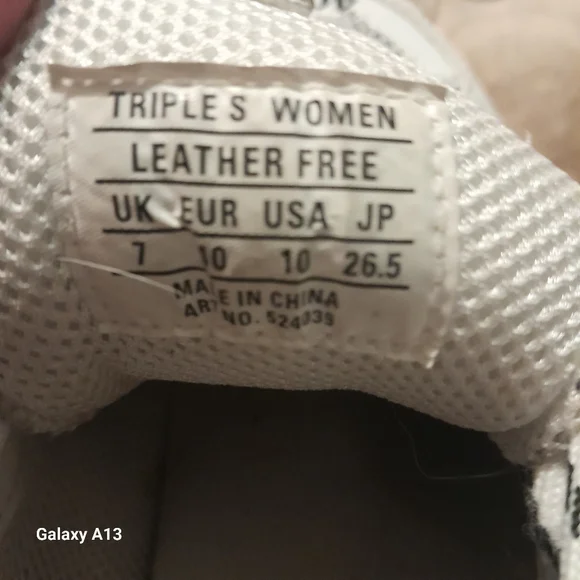 TRIPLE S WOMEN
LEATHER FREE
UK EUR USA JP
7 10 10 26.5
MADE IN CHINA
ART NO. 524039
Galaxy A13